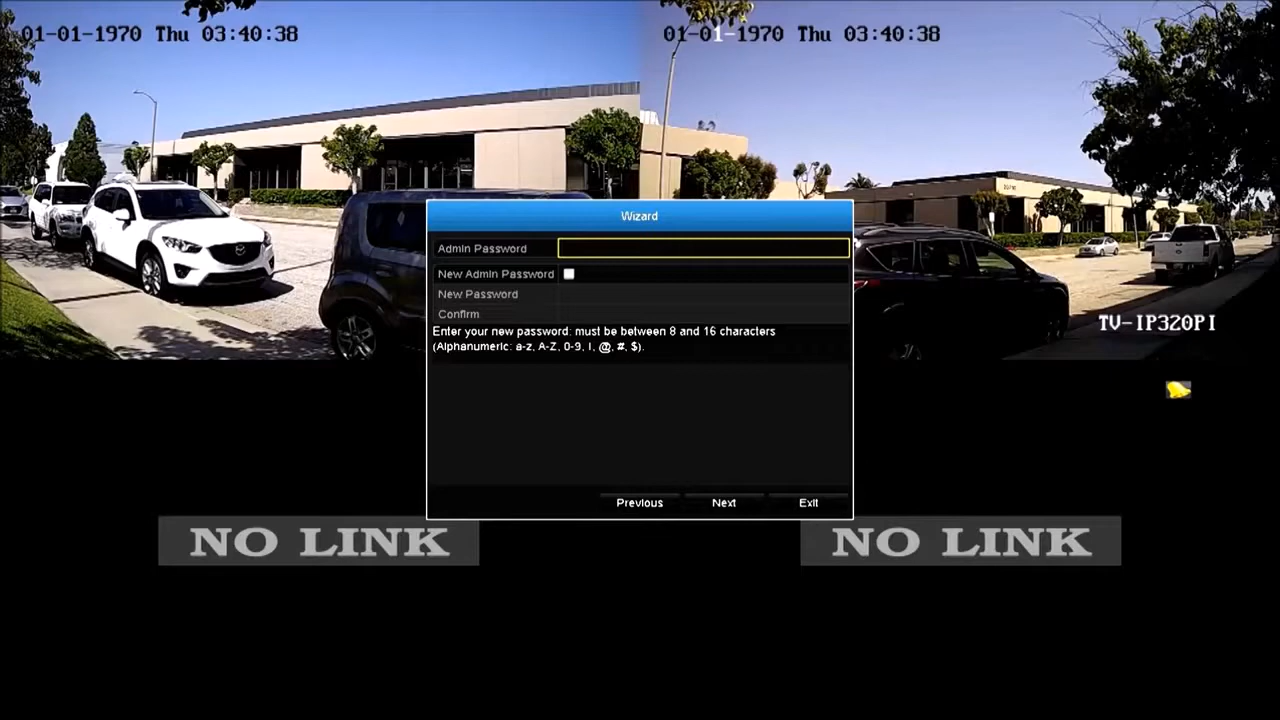 01-01-1970 Thu 03:40:38
01-01-1970 Thu 03:40:38
Wizard
Admin Password
New Admin Password
New Password
Confirm
Enter your new password: must be between 8 and 16 characters
(Alphanumeric: a-z, A-Z, 0-9, !, @, #, $).
TV-IP320PI
Previous Next Exit
NO LINK NO LINK